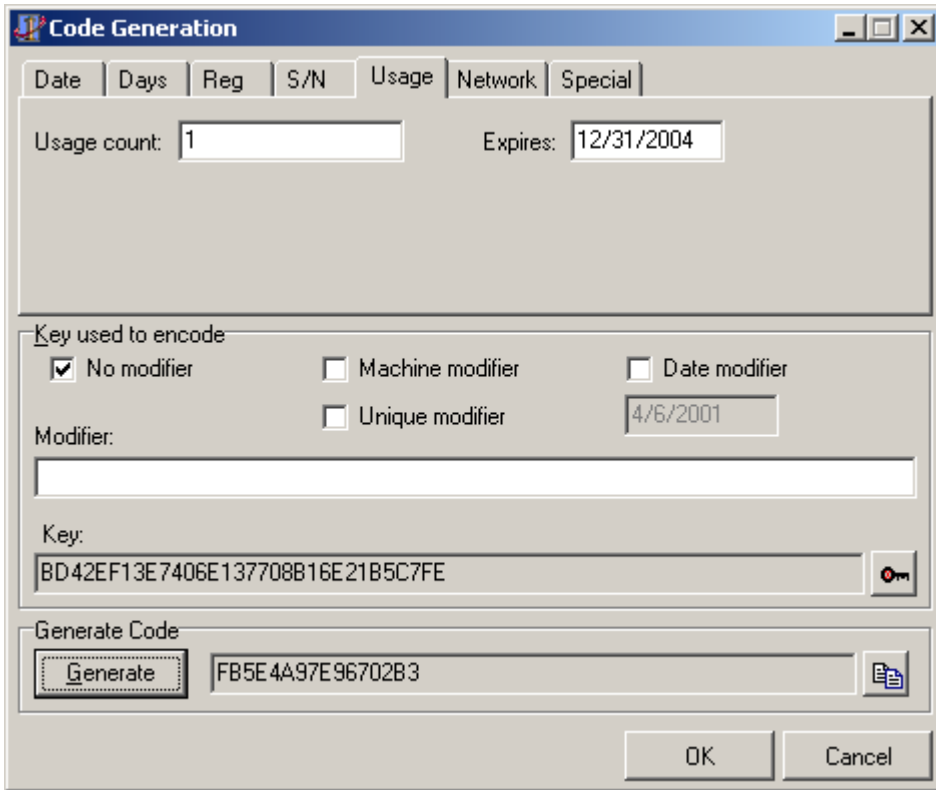 Code Generation
Date Days Reg S/N Usage Network Special
Usage count: 1 Expires: 12/31/2004
Key used to encode
No modifier Machine modifier Date modifier
Unique modifier 4/6/2001
Modifier:
Key:
BD42EF13E7406E137708B16E21B5C7FE
Generate Code
Generate FB5E4A97E96702B3
OK Cancel